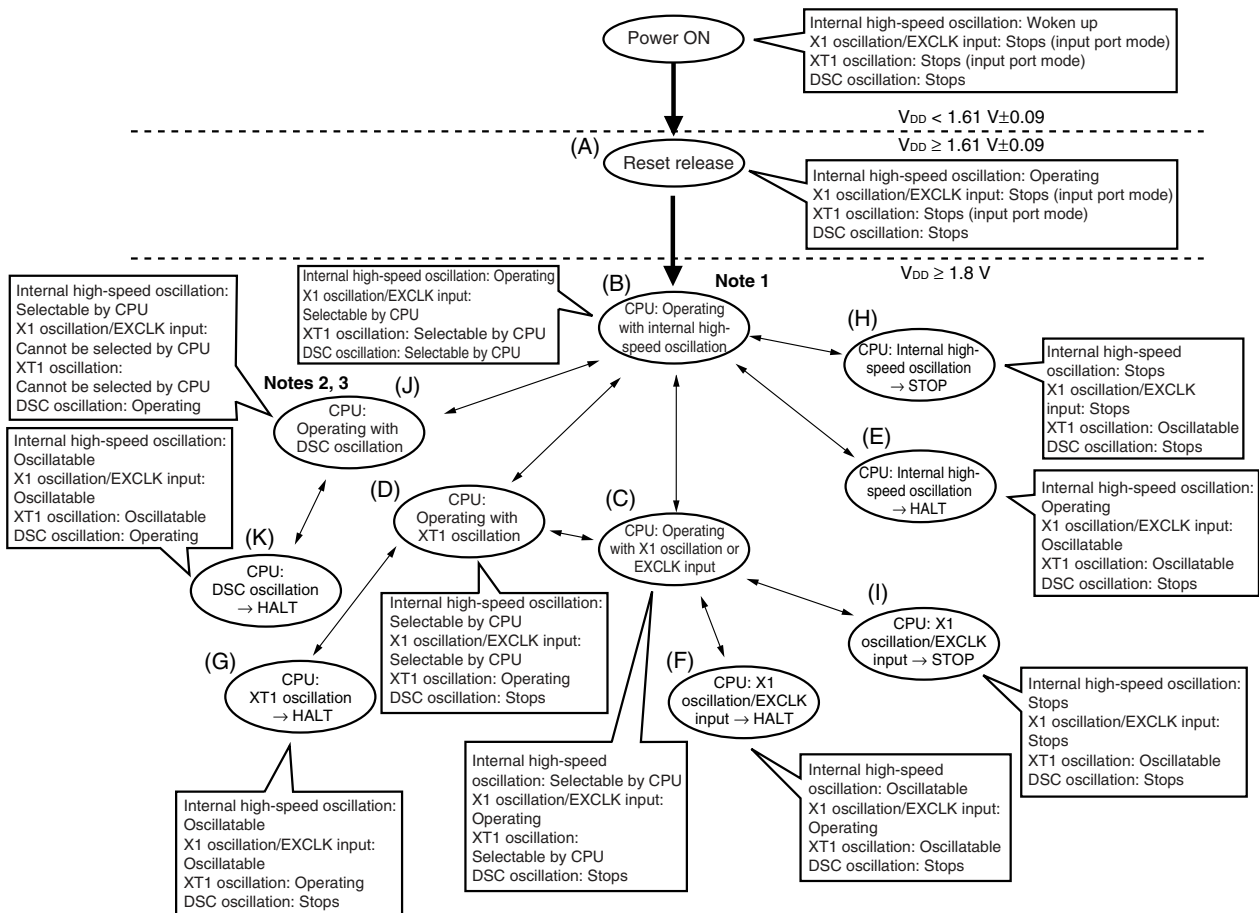 Power ON
Internal high-speed oscillation: Woken up
X1 oscillation/EXCLK input: Stops (input port mode)
XT1 oscillation: Stops (input port mode)
DSC oscillation: Stops
VDD < 1.61 V±0.09
VDD ≥ 1.61 V±0.09
(A)
Reset release
Internal high-speed oscillation: Operating
X1 oscillation/EXCLK input: Stops (input port mode)
XT1 oscillation: Stops (input port mode)
DSC oscillation: Stops
VDD ≥ 1.8 V
Internal high-speed oscillation: Operating
X1 oscillation/EXCLK input:
Selectable by CPU
XT1 oscillation: Selectable by CPU
DSC oscillation: Selectable by CPU
(B)
Note 1
CPU: Operating
with internal high-
speed oscillation
Internal high-speed oscillation:
Selectable by CPU
X1 oscillation/EXCLK input:
Cannot be selected by CPU
XT1 oscillation:
Cannot be selected by CPU
DSC oscillation: Operating
Notes 2, 3
(J)
CPU:
Operating with
DSC oscillation
(H)
CPU: Internal high-
speed oscillation
→ STOP
Internal high-speed
oscillation: Stops
X1 oscillation/EXCLK
input: Stops
XT1 oscillation: Oscillatable
DSC oscillation: Stops
(E)
CPU: Internal high-
speed oscillation
→ HALT
Internal high-speed oscillation:
Operating
X1 oscillation/EXCLK input:
Oscillatable
XT1 oscillation: Oscillatable
DSC oscillation: Stops
Internal high-speed oscillation:
Oscillatable
X1 oscillation/EXCLK input:
Oscillatable
XT1 oscillation: Oscillatable
DSC oscillation: Operating
(K)
CPU:
DSC oscillation
→ HALT
(D)
CPU:
Operating with
XT1 oscillation
(C)
CPU: Operating
with X1 oscillation or
EXCLK input
Internal high-speed oscillation:
Selectable by CPU
X1 oscillation/EXCLK input:
Selectable by CPU
XT1 oscillation: Operating
DSC oscillation: Stops
(I)
CPU: X1
oscillation/EXCLK
input → STOP
Internal high-speed oscillation:
Stops
X1 oscillation/EXCLK input:
Stops
XT1 oscillation: Oscillatable
DSC oscillation: Stops
(G)
CPU:
XT1 oscillation
→ HALT
(F)
CPU: X1
oscillation/EXCLK
input → HALT
Internal high-speed oscillation:
Oscillatable
X1 oscillation/EXCLK input:
Oscillatable
XT1 oscillation: Operating
DSC oscillation: Stops
Internal high-speed
oscillation: Selectable by CPU
X1 oscillation/EXCLK input:
Operating
XT1 oscillation:
Selectable by CPU
DSC oscillation: Stops
Internal high-speed
oscillation: Oscillatable
X1 oscillation/EXCLK input:
Operating
XT1 oscillation: Oscillatable
DSC oscillation: Stops